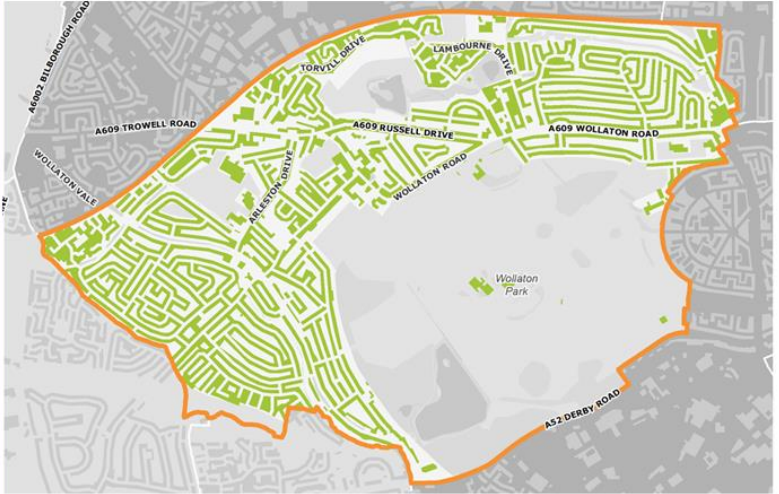 A6002 BILBOROUGH ROAD
TORVILL DRIVE
LAMBOURNE DRIVE
A609 TROWELL ROAD
A609 RUSSELL DRIVE
A609 WOLLATON ROAD
WOLLATON VALE
ARLESTON DRIVE
WOLLATON ROAD
NE
Wollaton
Park
A52 DERBY ROAD